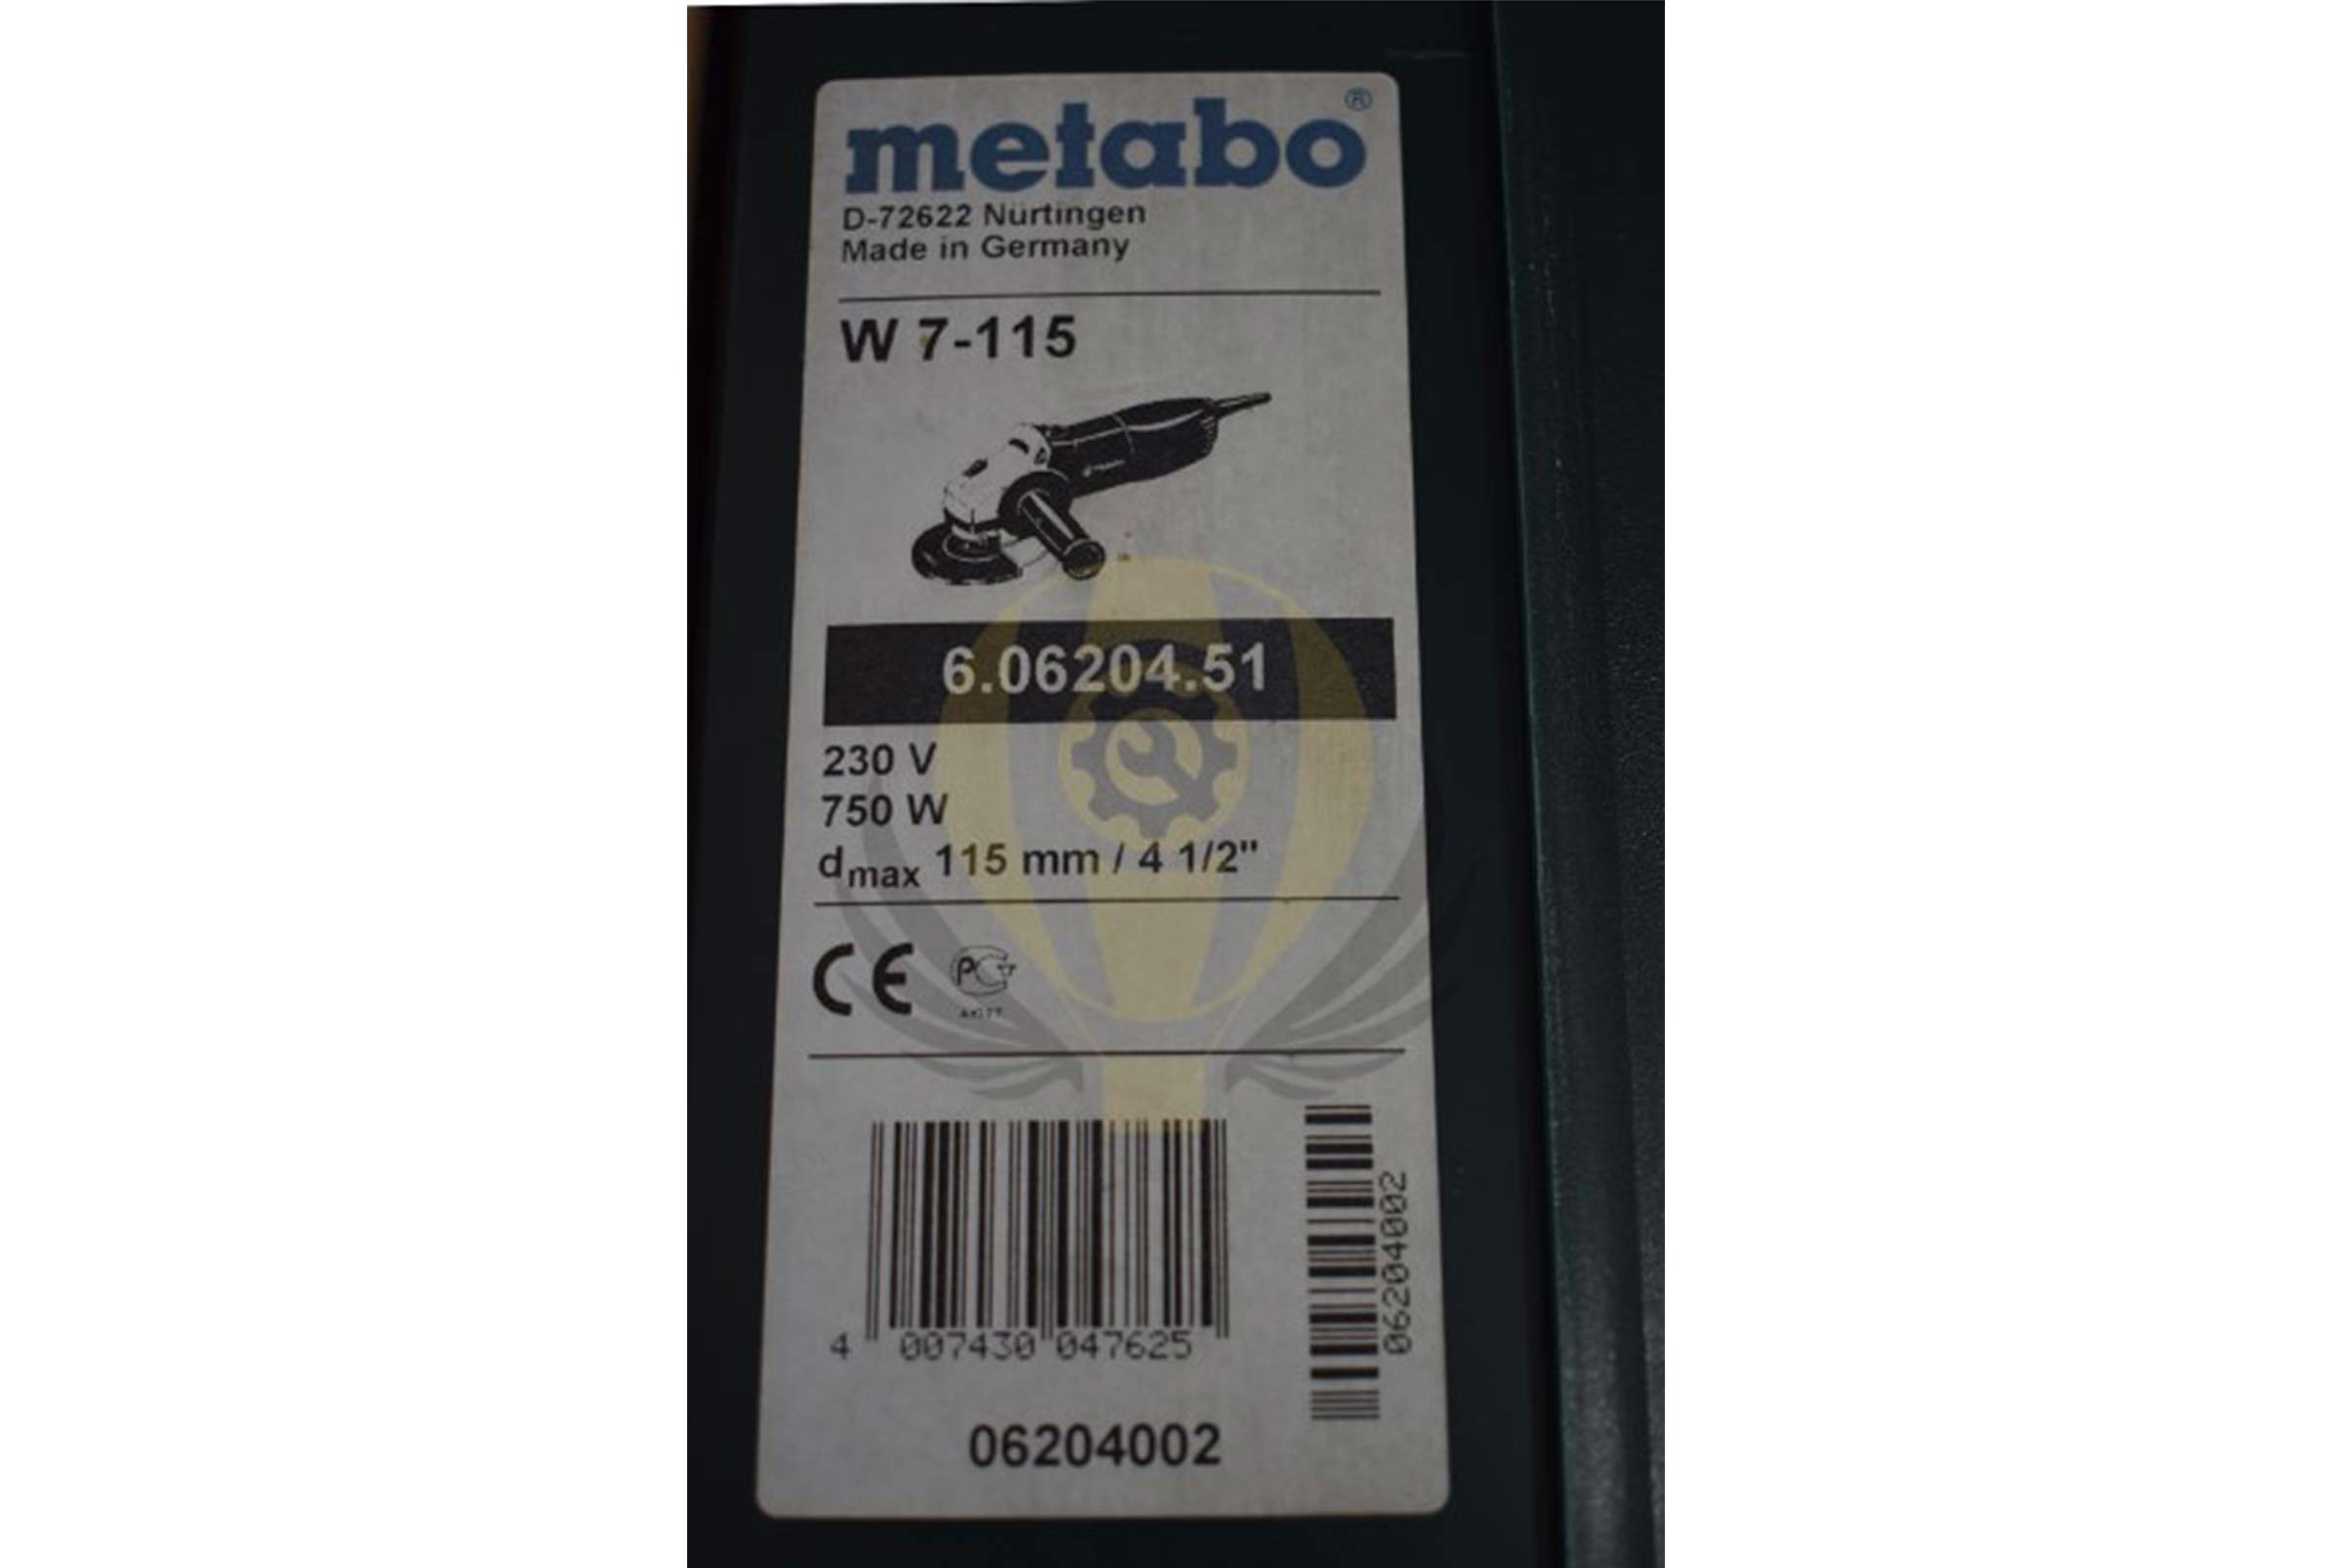 metabo®
D-72622 Nürtingen
Made in Germany
W 7-115
6.06204.51
230 V
750 W
dmax 115 mm / 4 1/2"
CE
4 007430 047625
06204002
06204002